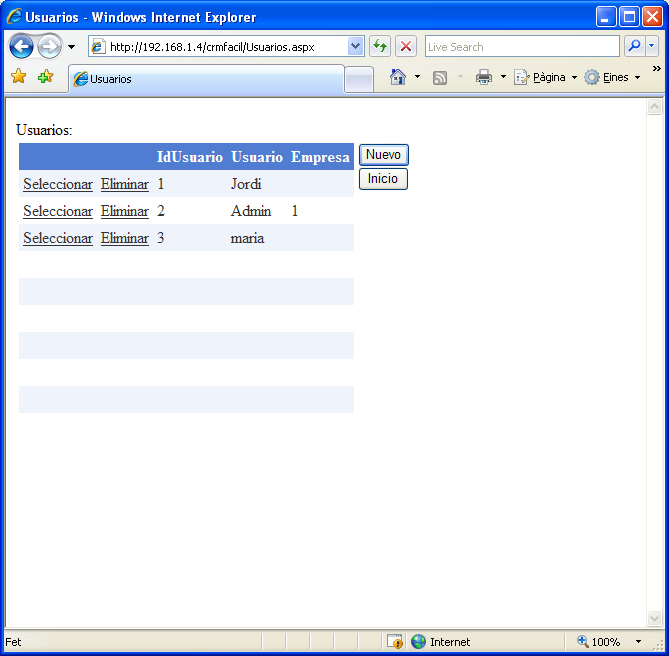 Usuarios - Windows Internet Explorer
http://192.168.1.4/crmfacil/Usuarios.aspx
Live Search
Usuarios
Pàgina
Eines
»
Usuarios:
IdUsuario Usuario Empresa
Nuevo
Seleccionar Eliminar 1 Jordi
Inicio
Seleccionar Eliminar 2 Admin 1
Seleccionar Eliminar 3 maria
Fet
Internet
100%